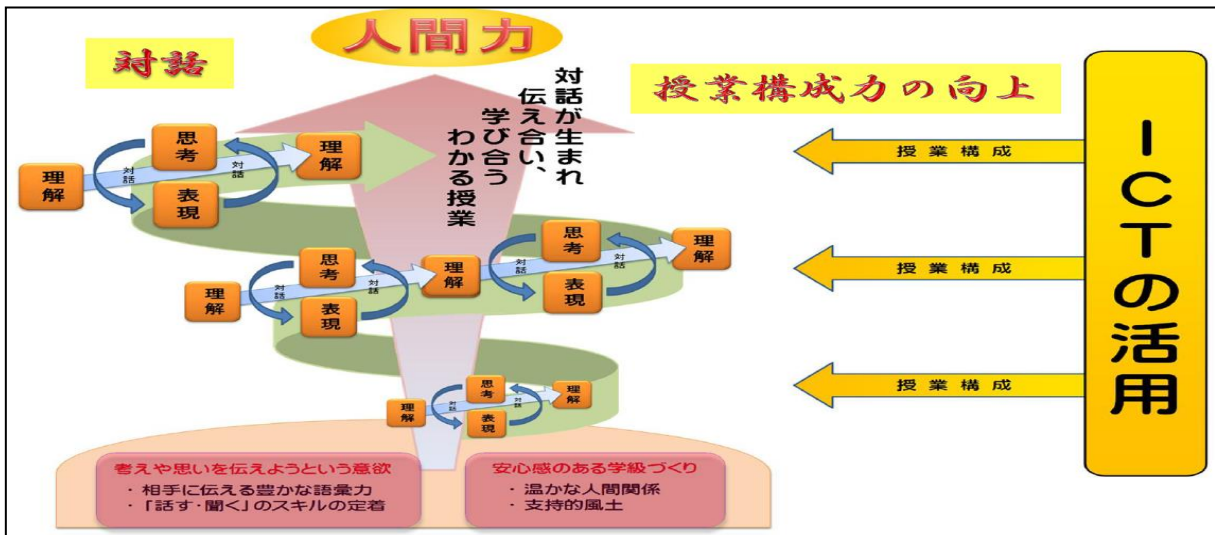 人間力
対話
授業構成力の向上
対話が生まれ
伝え合い、
学び合う
わかる授業
ICTの活用
授業構成
授業構成
授業構成
理解
思考
対話
対話
表現
理解
理解
思考
対話
対話
表現
理解
思考
対話
対話
表現
理解
理解
思考
対話
対話
表現
理解
考えや思いを伝えようという意欲
・相手に伝える豊かな語彙力
・「話す・聞く」のスキルの定着
安心感のある学級づくり
・温かな人間関係
・支持的風土